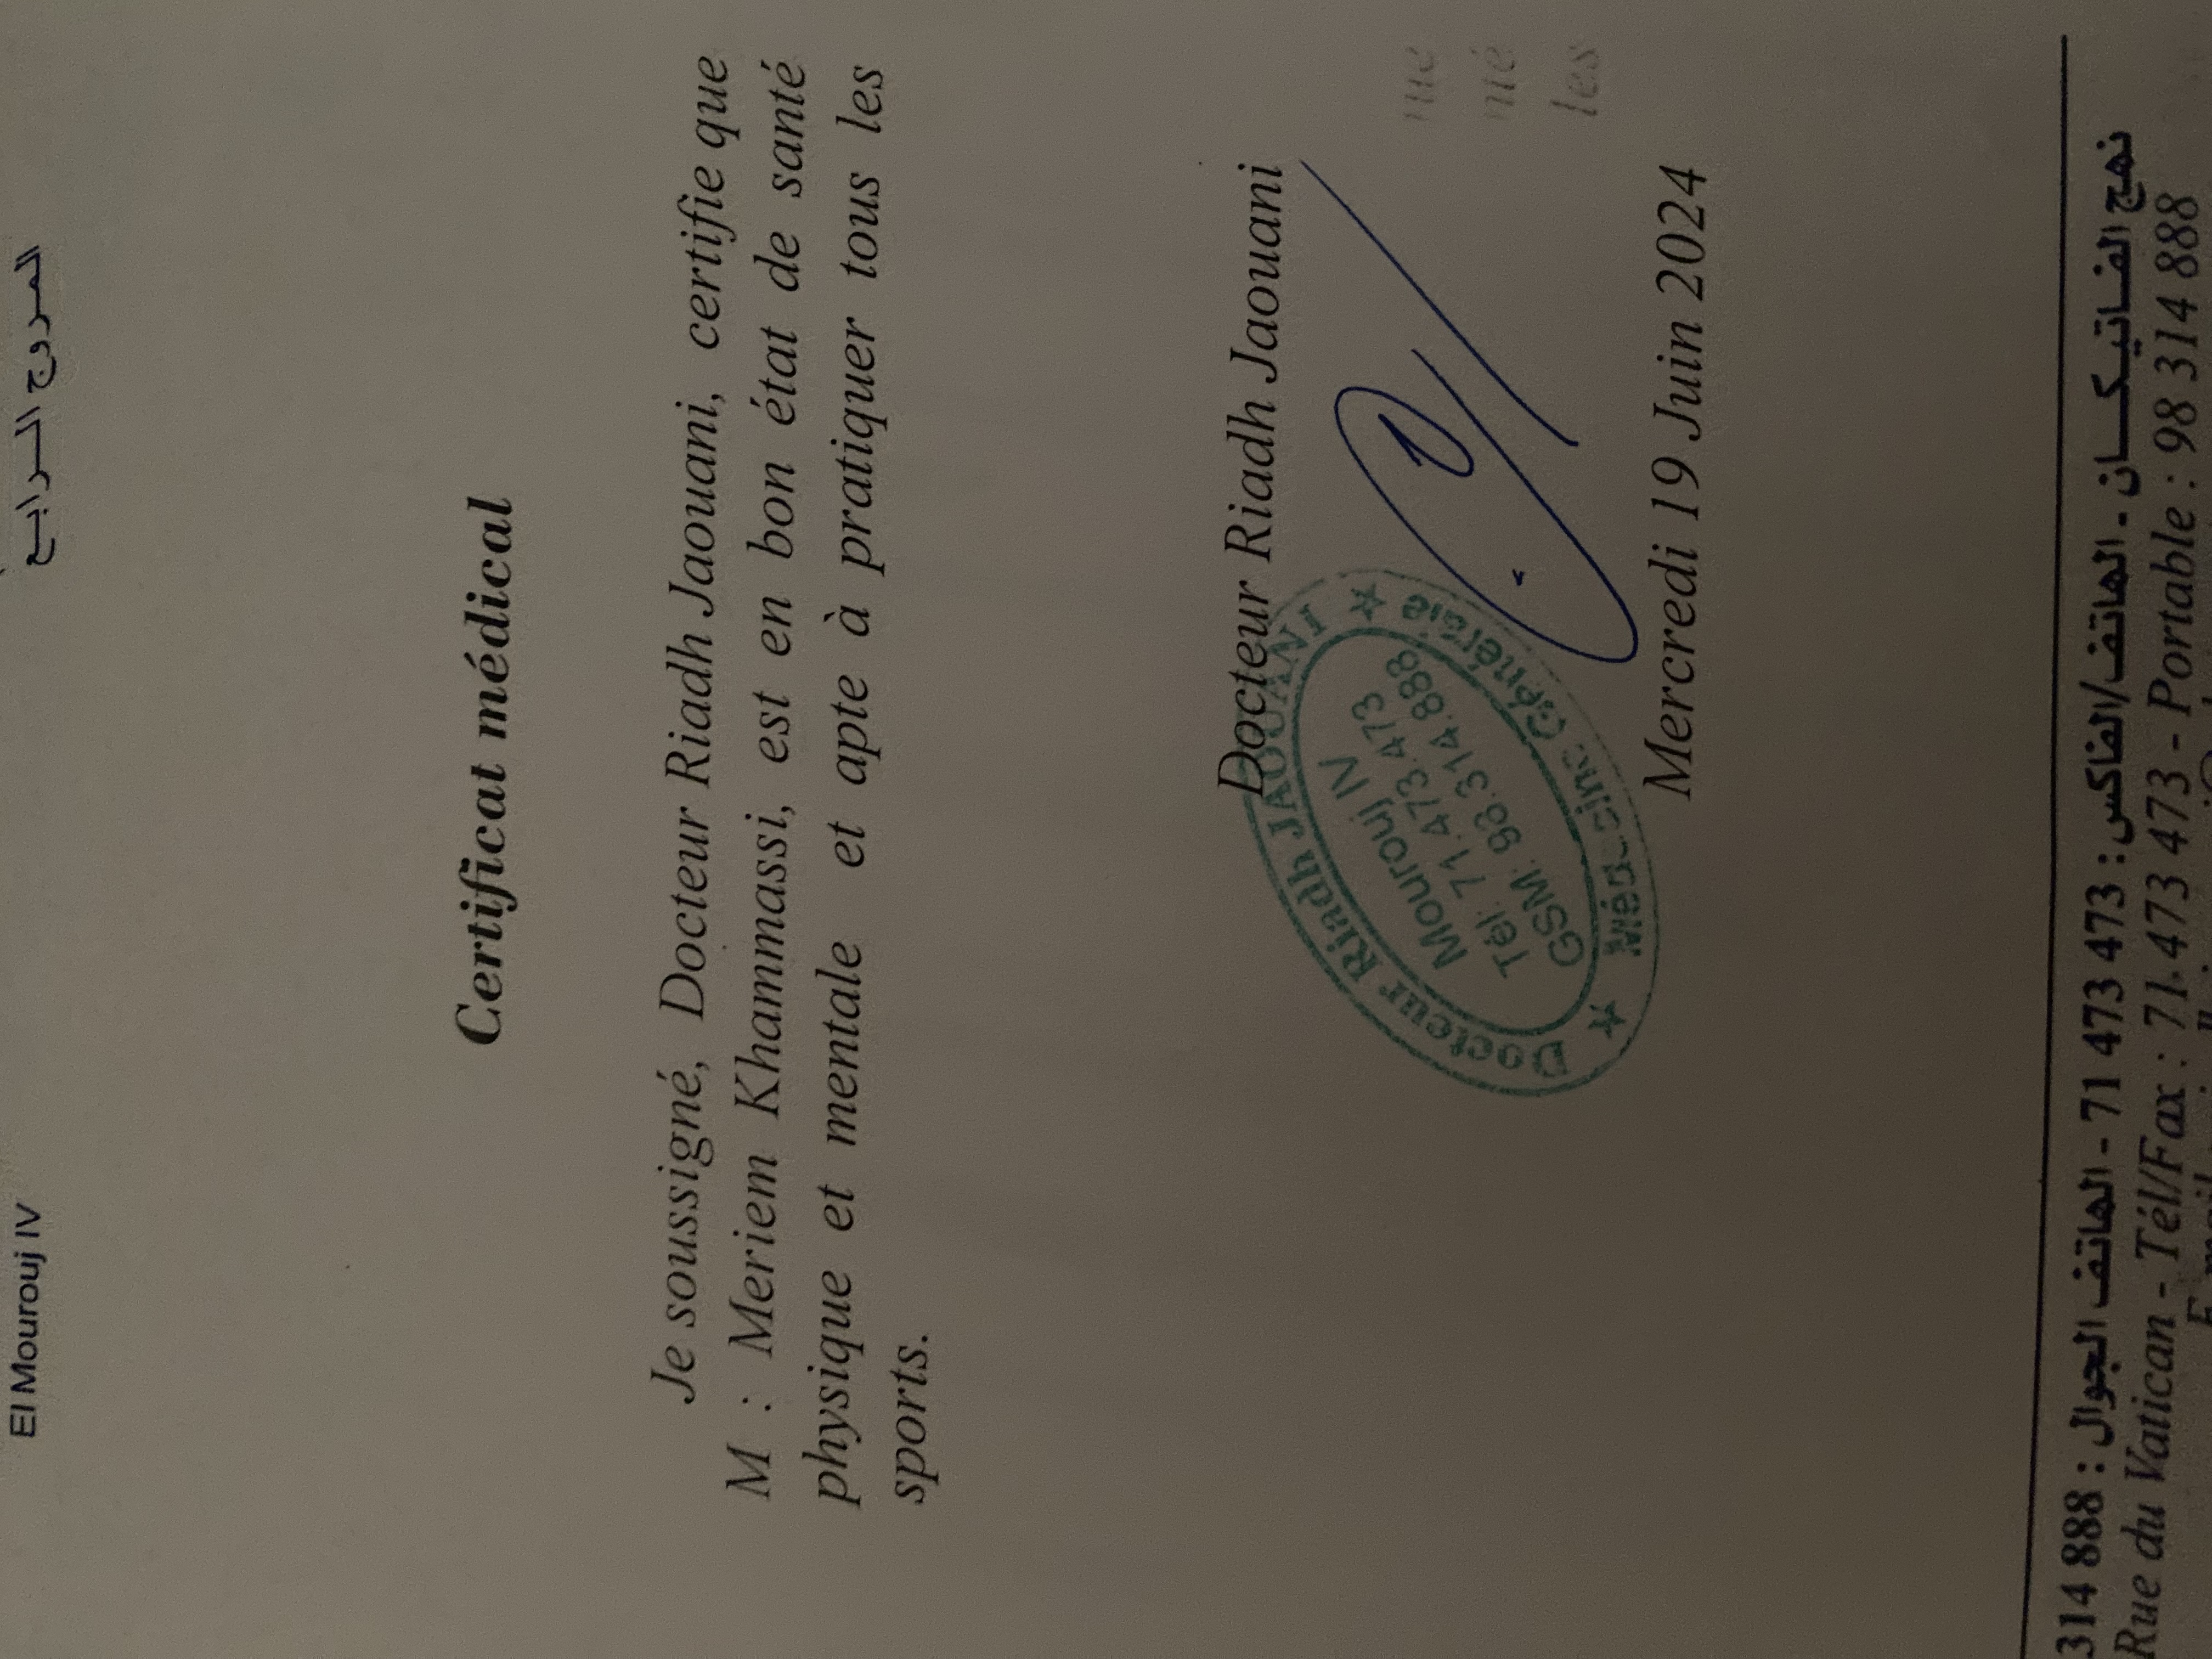 El Mourouj IV المروج الرابع
Certificat médical
Je soussigné, Docteur Riadh Jaouani, certifie que
M : Meriem Khammassi, est en bon état de santé
physique et mentale et apte à pratiquer tous les
sports.
Docteur Riadh Jaouani
Docteur Riadh JAOUANI
Mourouj IV
Tél: 71.473.473
GSM: 98.314.888
Médecine Générale
nué
les
Mercredi 19 Juin 2024
نهج الفاتيكان - الهاتف/الفاكس : 473 473 71 - الهاتف الجوال : 888 314
Rue du Vatican - Tél/Fax : 71 473 473 - Portable : 98 314 888